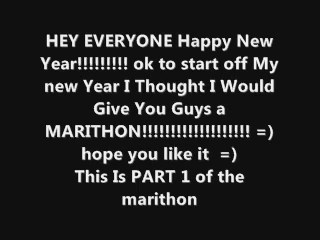 HEY EVERYONE Happy New
Year!!!!!!!!! ok to start off My
new Year I Thought I Would
Give You Guys a
MARITHON!!!!!!!!!!!!!!!!!!! =)
hope you like it  =)
This Is PART 1 of the
marithon